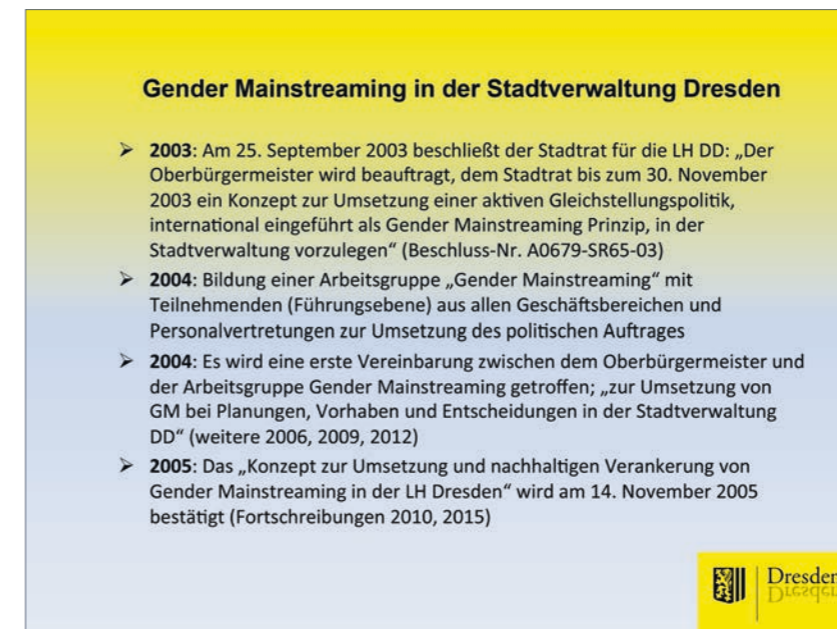 Gender Mainstreaming in der Stadtverwaltung Dresden
➢ 2003: Am 25. September 2003 beschließt der Stadtrat für die LH DD: „Der
Oberbürgermeister wird beauftragt, dem Stadtrat bis zum 30. November
2003 ein Konzept zur Umsetzung einer aktiven Gleichstellungspolitik,
international eingeführt als Gender Mainstreaming Prinzip, in der
Stadtverwaltung vorzulegen“ (Beschluss-Nr. A0679-SR65-03)
➢ 2004: Bildung einer Arbeitsgruppe „Gender Mainstreaming“ mit
Teilnehmenden (Führungsebene) aus allen Geschäftsbereichen und
Personalvertretungen zur Umsetzung des politischen Auftrages
➢ 2004: Es wird eine erste Vereinbarung zwischen dem Oberbürgermeister und
der Arbeitsgruppe Gender Mainstreaming getroffen; „zur Umsetzung von
GM bei Planungen, Vorhaben und Entscheidungen in der Stadtverwaltung
DD“ (weitere 2006, 2009, 2012)
➢ 2005: Das „Konzept zur Umsetzung und nachhaltigen Verankerung von
Gender Mainstreaming in der LH Dresden“ wird am 14. November 2005
bestätigt (Fortschreibungen 2010, 2015)
Dresden